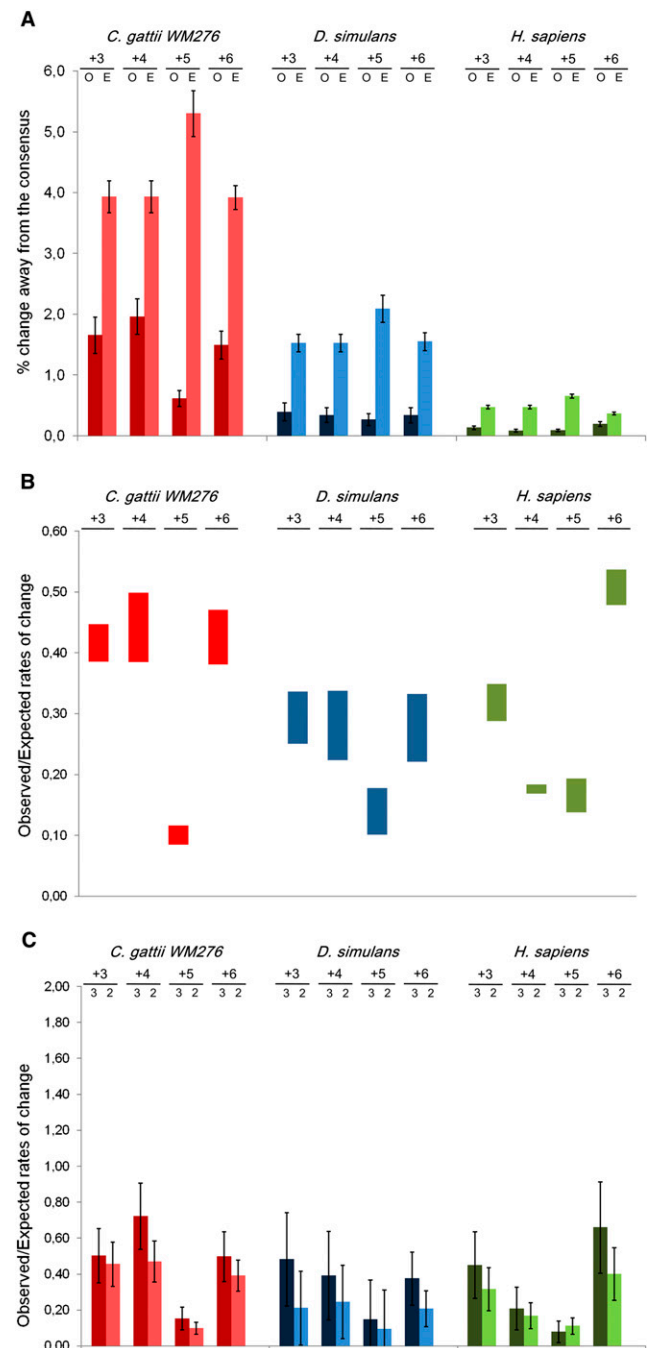 A
C. gattii WM276 D. simulans H. sapiens
+3 +4 +5 +6 +3 +4 +5 +6 +3 +4 +5 +6
O E O E O E O E O E O E O E O E O E O E O E O E
% change away from the consensus
6,0
5,0
4,0
3,0
2,0
1,0
0,0
B
C. gattii WM276 D. simulans H. sapiens
+3 +4 +5 +6 +3 +4 +5 +6 +3 +4 +5 +6
Observed/Expected rates of change
0,60
0,50
0,40
0,30
0,20
0,10
0,00
C
C. gattii WM276 D. simulans H. sapiens
+3 +4 +5 +6 +3 +4 +5 +6 +3 +4 +5 +6
3 2 3 2 3 2 3 2 3 2 3 2 3 2 3 2 3 2 3 2 3 2 3 2
Observed/Expected rates of change
2,00
1,80
1,60
1,40
1,20
1,00
0,80
0,60
0,40
0,20
0,00